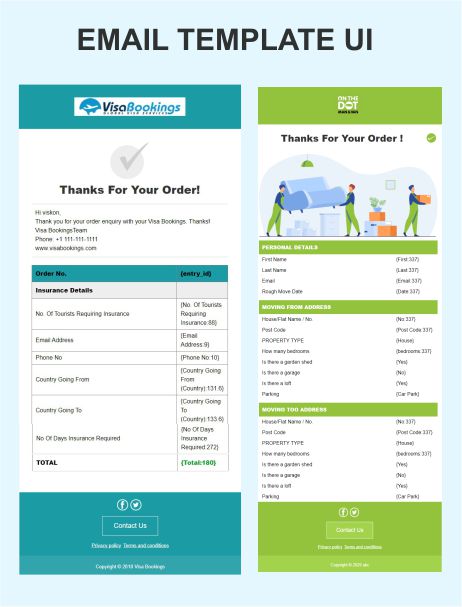 EMAIL TEMPLATE UI
VisaBookings
GLOBAL VISA SERVICES
Thanks For Your Order!
Hi viskon,
Thank you for your order enquiry with your Visa Bookings. Thanks!
Visa BookingsTeam
Phone: +1 111-111-1111
www.visabookings.com
Order No. {entry_id}
Insurance Details
No. Of Tourists Requiring Insurance {No. Of Tourists
Requiring
Insurance:88}
Email Address {Email
Address:9}
Phone No {Phone No:10}
Country Going From {Country Going
From
(Country):131.6}
Country Going To {Country Going
To
(Country):133.6}
No Of Days Insurance Required {No Of Days
Insurance
Required:272}
TOTAL {Total:180}
Contact Us
Privacy policy Terms and conditions
Copyright © 2018 Visa Bookings
ON THE
DOT
Thanks For Your Order !
PERSONAL DETAILS
First Name {First 337}
Last Name {Last 337}
Email {Email 337}
Rough Move Date {Date 337}
MOVING FROM ADDRESS
House/Flat Name / No. {No 337}
Post Code {Post Code 337}
PROPERTY TYPE {House}
How many bedrooms {bedrooms 337}
Is there a garden shed {Yes}
Is there a garage {No}
Is there a loft {Yes}
Parking {Car Park}
MOVING TOO ADDRESS
House/Flat Name / No. {No 337}
Post Code {Post Code 337}
PROPERTY TYPE {House}
How many bedrooms {bedrooms 337}
Is there a garden shed {Yes}
Is there a garage {No}
Is there a loft {Yes}
Parking {Car Park}
Contact Us
Privacy policy Terms and conditions